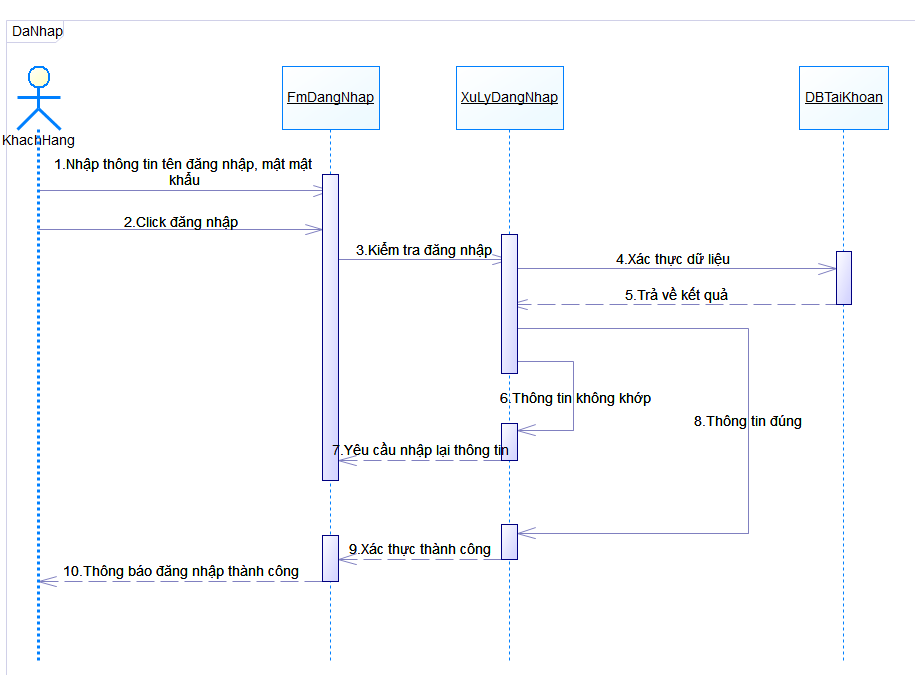 DaNhap
KhachHang
FmDangNhap
XuLyDangNhap
DBTaiKhoan
1.Nhập thông tin tên đăng nhập, mật mật
khẩu
2.Click đăng nhập
3.Kiểm tra đăng nhập
4.Xác thực dữ liệu
5.Trả về kết quả
6.Thông tin không khớp
8.Thông tin đúng
7.Yêu cầu nhập lại thông tin
9.Xác thực thành công
10.Thông báo đăng nhập thành công